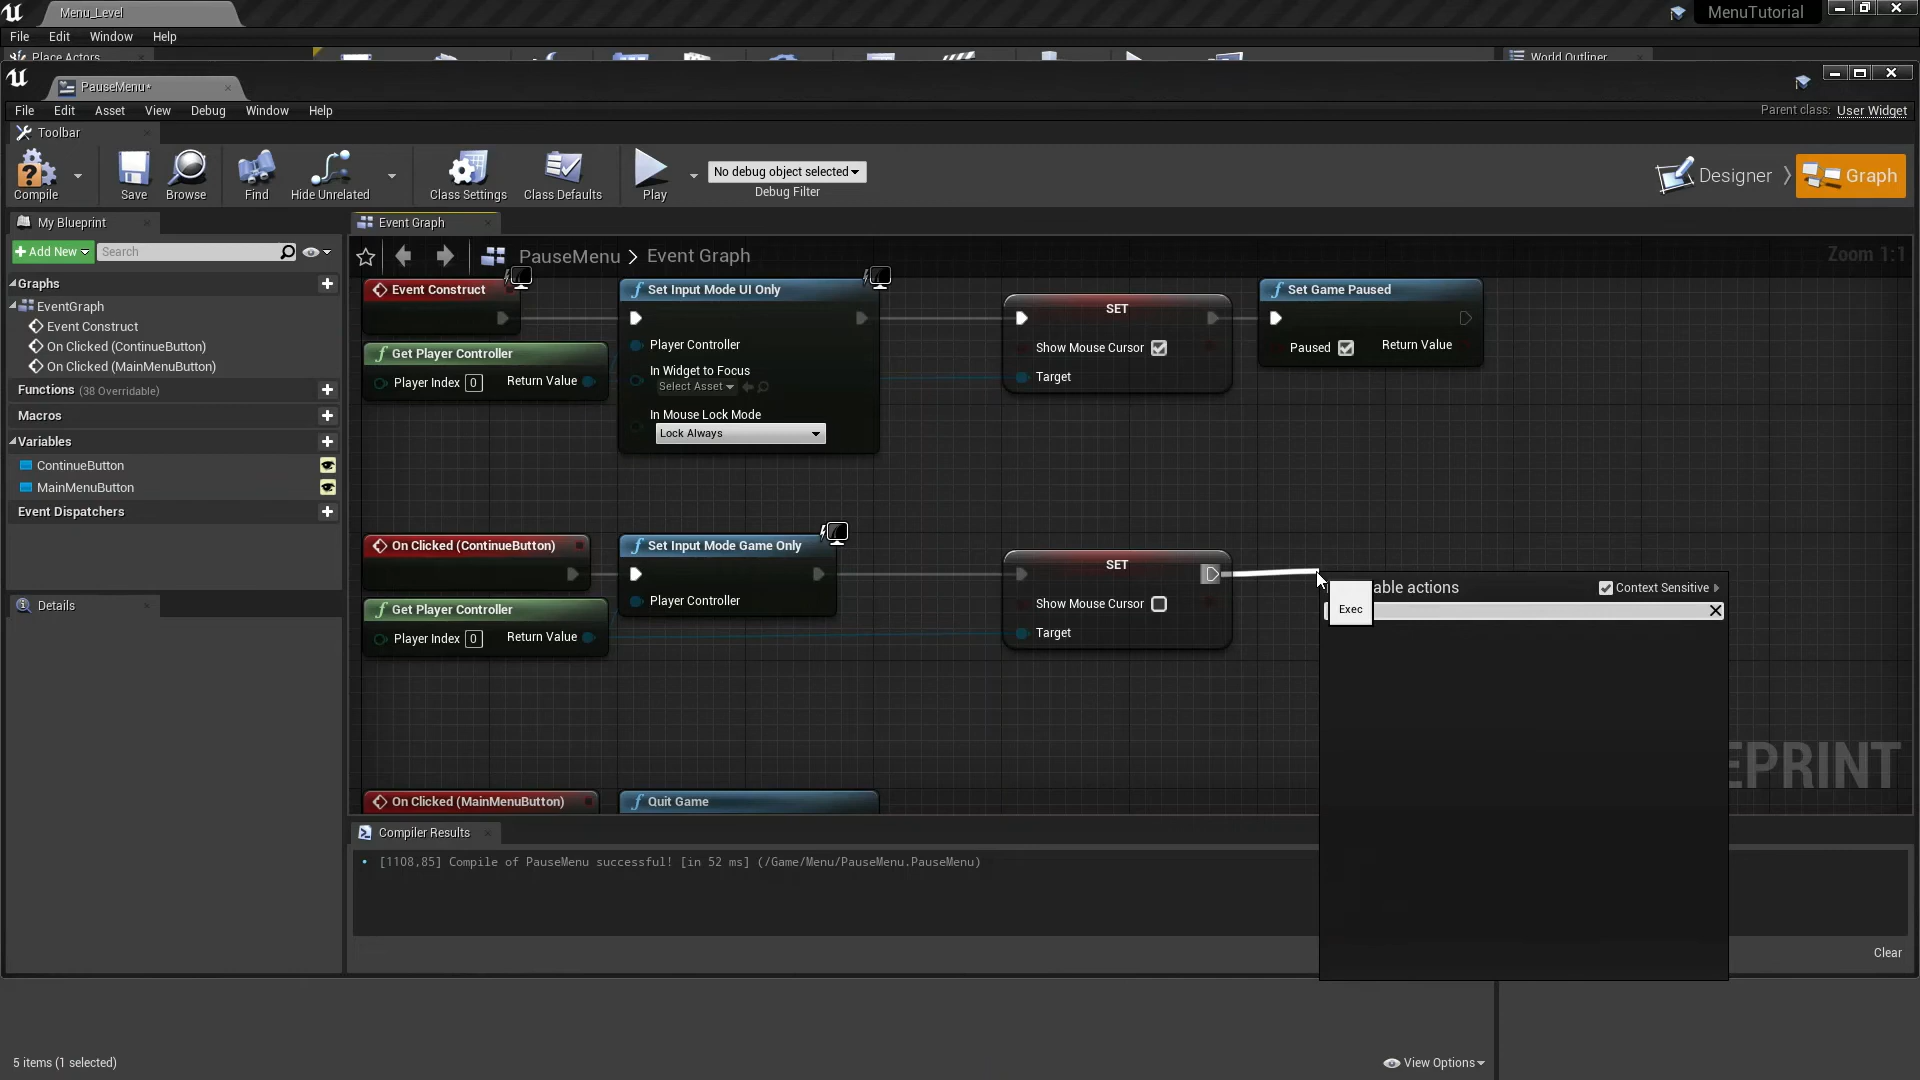 Menu_Level
MenuTutorial
File Edit Window Help
Place Actors
World Outliner
PauseMenu*
File Edit Asset View Debug Window Help
Parent class: User Widget
Toolbar
Compile
Save
Browse
Find
Hide Unrelated
Class Settings
Class Defaults
Play
No debug object selected
Debug Filter
Designer
Graph
My Blueprint
Event Graph
Add New
Search
PauseMenu > Event Graph
Zoom 1:1
Graphs
EventGraph
Event Construct
On Clicked (ContinueButton)
On Clicked (MainMenuButton)
Functions (38 Overridable)
Macros
Variables
ContinueButton
MainMenuButton
Event Dispatchers
Details
Event Construct
Get Player Controller
Player Index 0
Return Value
Set Input Mode UI Only
Player Controller
In Widget to Focus
Select Asset
In Mouse Lock Mode
Lock Always
SET
Show Mouse Cursor
Target
Set Game Paused
Paused
Return Value
On Clicked (ContinueButton)
Get Player Controller
Player Index 0
Return Value
Set Input Mode Game Only
Player Controller
SET
Show Mouse Cursor
Target
able actions
Context Sensitive
Exec
EPRINT
On Clicked (MainMenuButton)
Quit Game
Compiler Results
[1108,85] Compile of PauseMenu successful! [in 52 ms] (/Game/Menu/PauseMenu.PauseMenu)
Clear
5 items (1 selected)
View Options